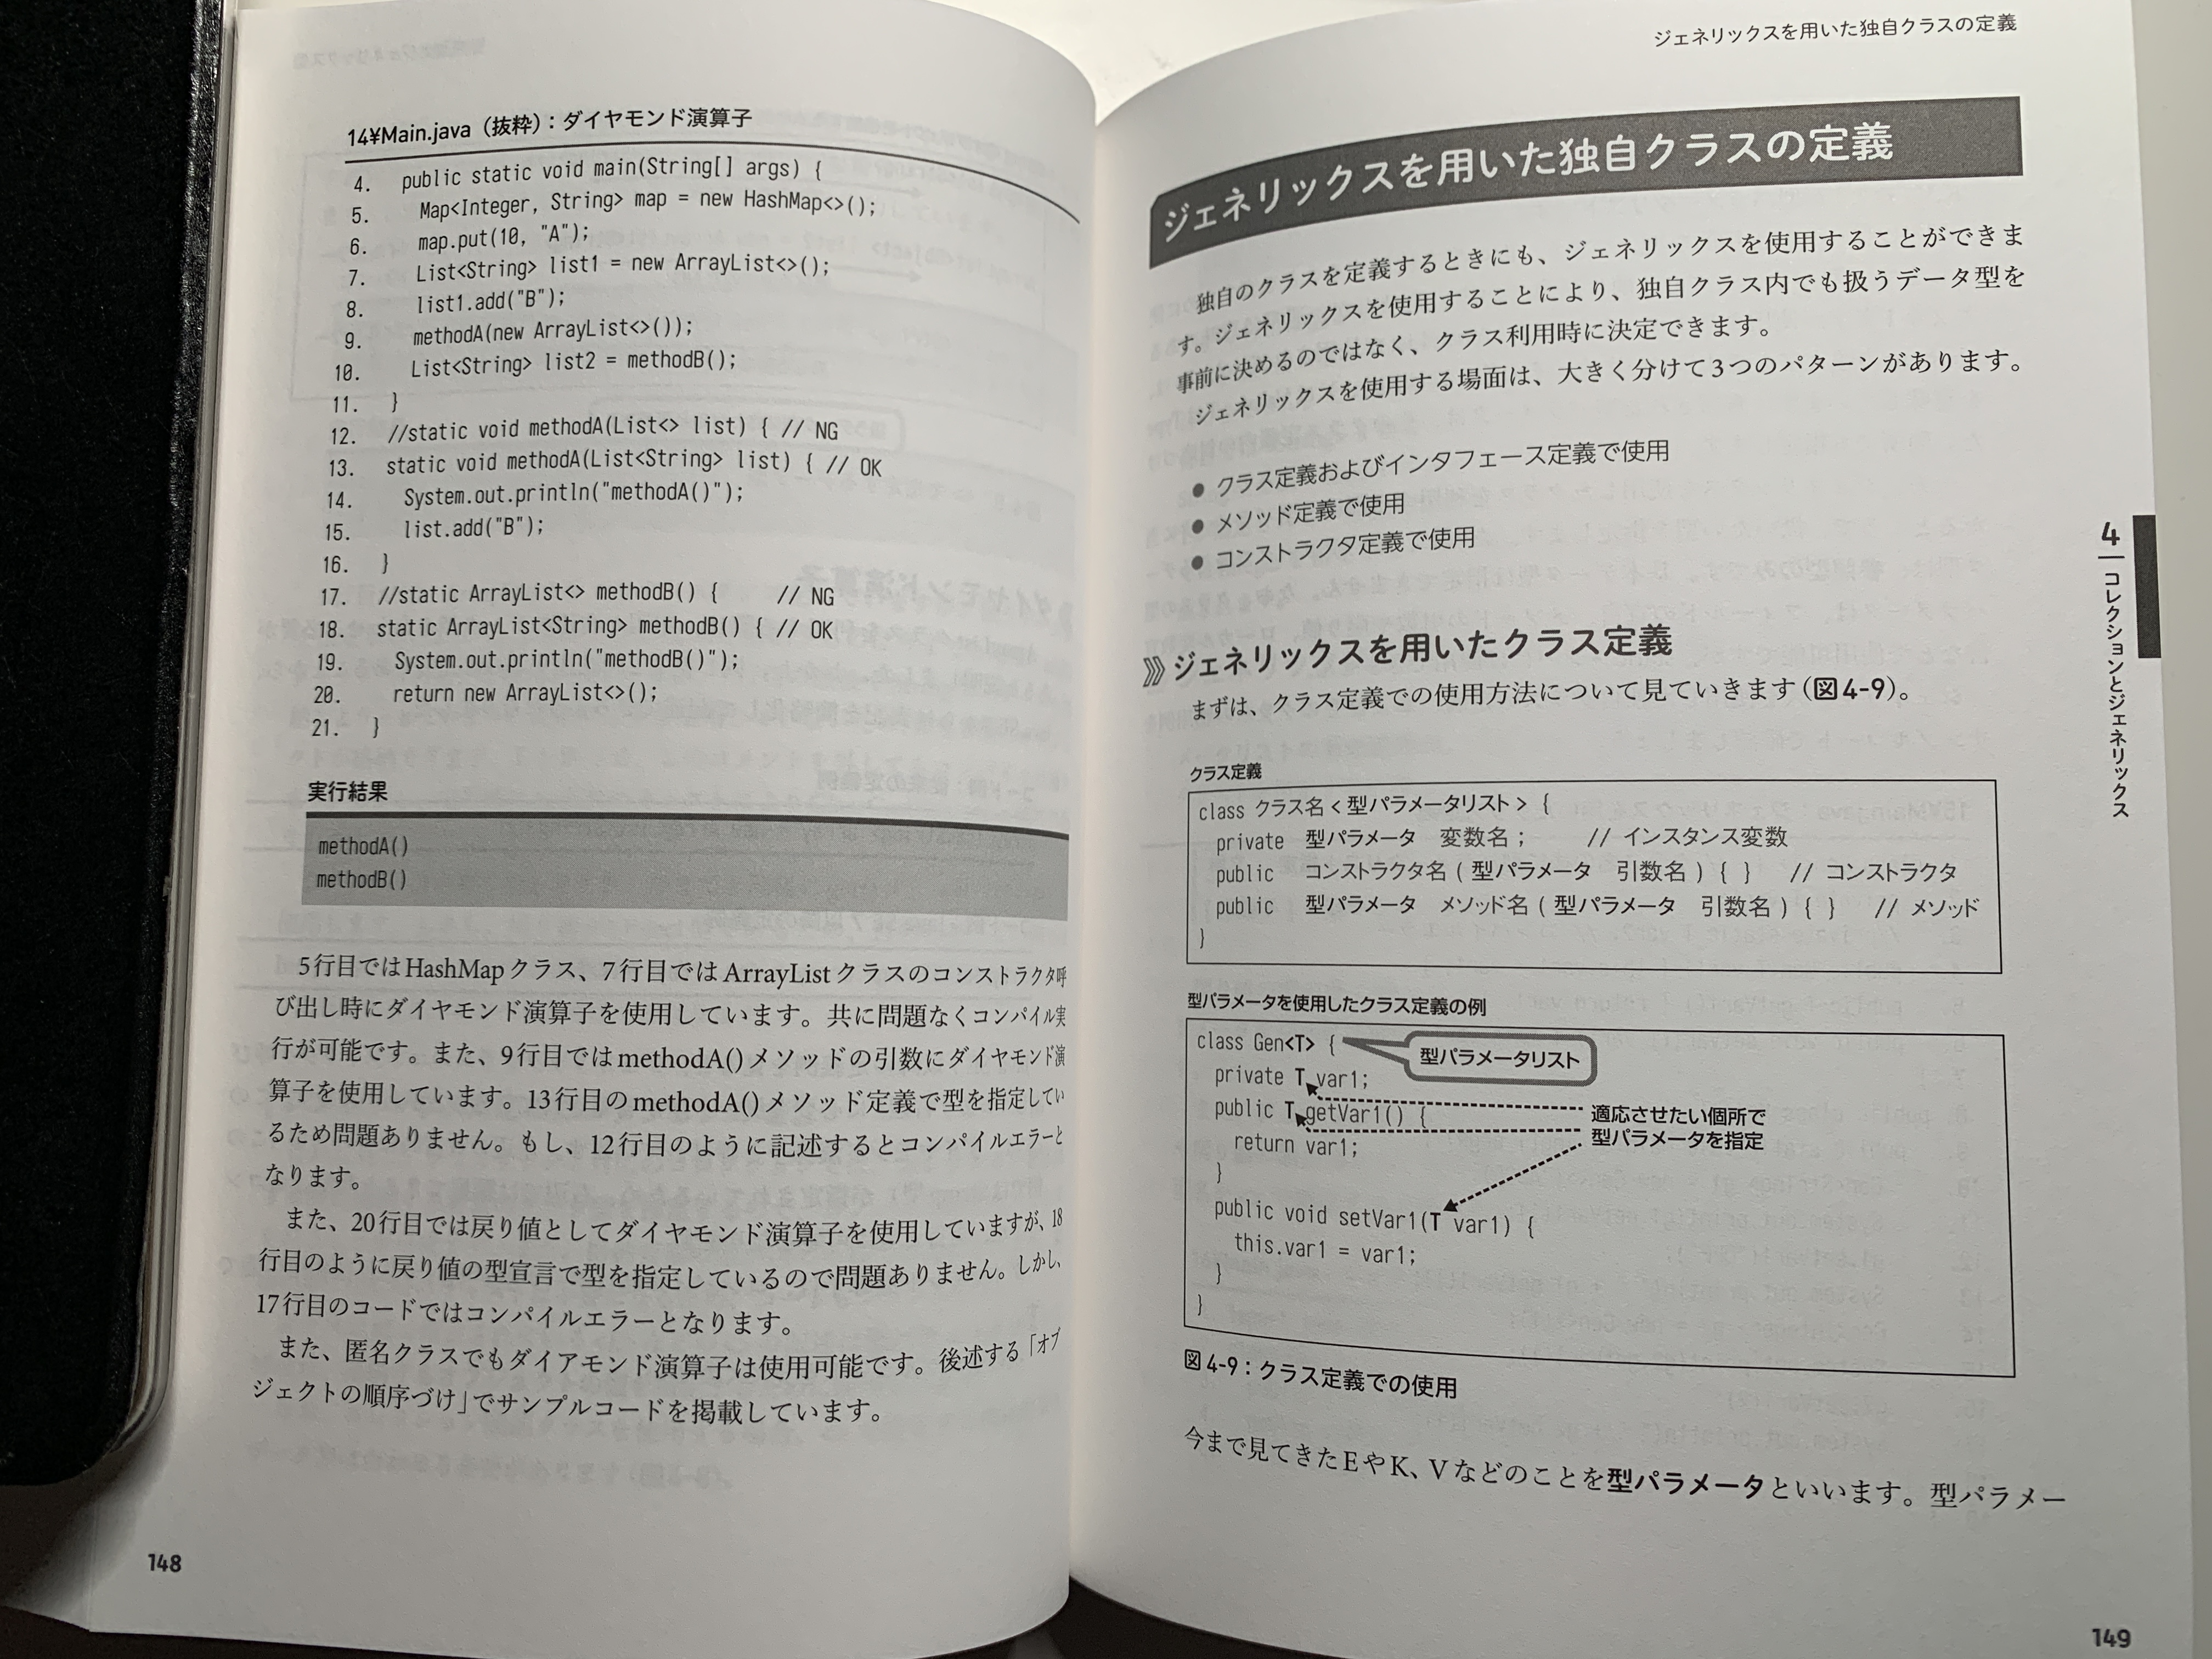 14¥Main.java（抜粋）：ダイヤモンド演算子
4. public static void main(String[] args) {
5. Map<Integer, String> map = new HashMap<>();
6. map.put(10, "A");
7. List<String> list1 = new ArrayList<>();
8. list1.add("B");
9. methodA(new ArrayList<>());
10. List<String> list2 = methodB();
11. }
12. //static void methodA(List<> list) { // NG
13. static void methodA(List<String> list) { // OK
14. System.out.println("methodA()");
15. list.add("B");
16. }
17. //static ArrayList<> methodB() { // NG
18. static ArrayList<String> methodB() { // OK
19. System.out.println("methodB()");
20. return new ArrayList<>();
21. }
実行結果
methodA()
methodB()
5行目ではHashMapクラス、7行目ではArrayListクラスのコンストラクタ呼
び出し時にダイヤモンド演算子を使用しています。共に問題なくコンパイル実
行が可能です。また、9行目ではmethodA()メソッドの引数にダイヤモンド演
算子を使用しています。13行目のmethodA()メソッド定義で型を指定してい
るため問題ありません。もし、12行目のように記述するとコンパイルエラーと
なります。
また、20行目では戻り値としてダイヤモンド演算子を使用していますが、18
行目のように戻り値の型宣言で型を指定しているので問題ありません。しかし、
17行目のコードではコンパイルエラーとなります。
また、匿名クラスでもダイアモンド演算子は使用可能です。後述する「オブ
ジェクトの順序づけ」でサンプルコードを掲載しています。
148
ジェネリックスを用いた独自クラスの定義
ジェネリックスを用いた独自クラスの定義
独自のクラスを定義するときにも、ジェネリックスを使用することができま
す。ジェネリックスを使用することにより、独自クラス内でも扱うデータ型を
事前に決めるのではなく、クラス利用時に決定できます。
ジェネリックスを使用する場面は、大きく分けて3つのパターンがあります。
● クラス定義およびインタフェース定義で使用
● メソッド定義で使用
● コンストラクタ定義で使用
ジェネリックスを用いたクラス定義
まずは、クラス定義での使用方法について見ていきます（図4-9）。
クラス定義
class クラス名 < 型パラメータリスト > {
private 型パラメータ 変数名 ; // インスタンス変数
public コンストラクタ名 ( 型パラメータ 引数名 ) { } // コンストラクタ
public 型パラメータ メソッド名 ( 型パラメータ 引数名 ) { } // メソッド
}
型パラメータを使用したクラス定義の例
class Gen<T> {
型パラメータリスト
private T var1;
public T getVar1() {
return var1;
}
適応させたい個所で
型パラメータを指定
public void setVar1(T var1) {
this.var1 = var1;
}
}
図4-9：クラス定義での使用
今まで見てきたEやK、Vなどのことを型パラメータといいます。型パラメー
4
コレクションとジェネリックス
149